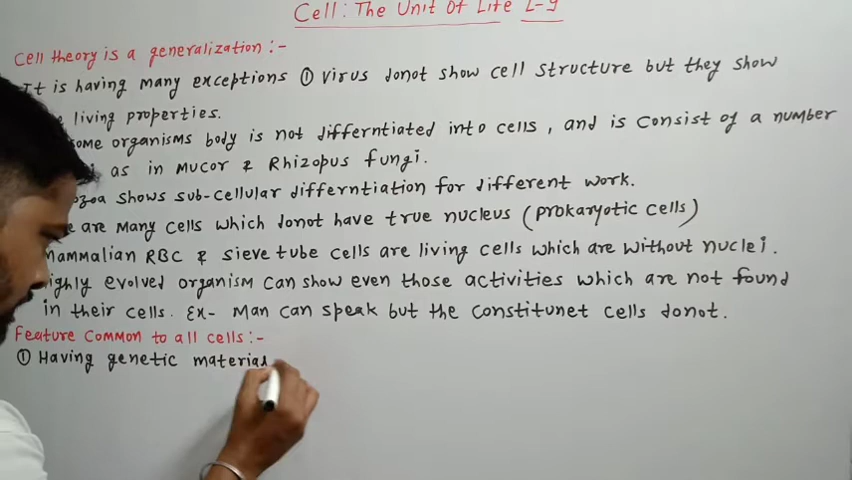 Cell: The Unit Of Life L-9
Cell theory is a generalization :-
It is having many exceptions ① Virus donot show cell structure but they show
living properties.
some organisms body is not differntiated into cells, and is consist of a number
as in Mucor & Rhizopus fungi.
shows sub-cellular differntiation for different work.
are many cells which donot have true nucleus (prokaryotic cells)
Mammalian RBC & sieve tube cells are living cells which are without nuclei.
Highly evolved organism can show even those activities which are not found
in their cells. Ex- Man can speak but the constitunet cells donot.
Feature Common to all cells:-
① Having genetic material